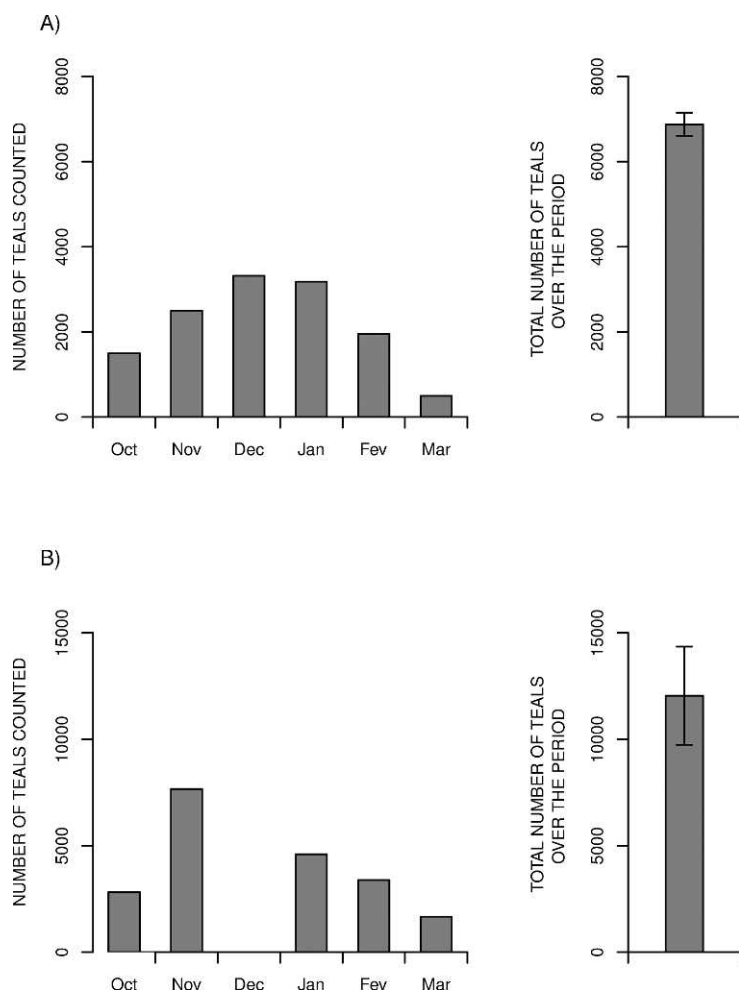 A)
NUMBER OF TEALS COUNTED
8000
6000
4000
2000
0
Oct Nov Dec Jan Fev Mar
TOTAL NUMBER OF TEALS
OVER THE PERIOD
8000
6000
4000
2000
0
B)
NUMBER OF TEALS COUNTED
15000
10000
5000
0
Oct Nov Dec Jan Fev Mar
TOTAL NUMBER OF TEALS
OVER THE PERIOD
15000
10000
5000
0